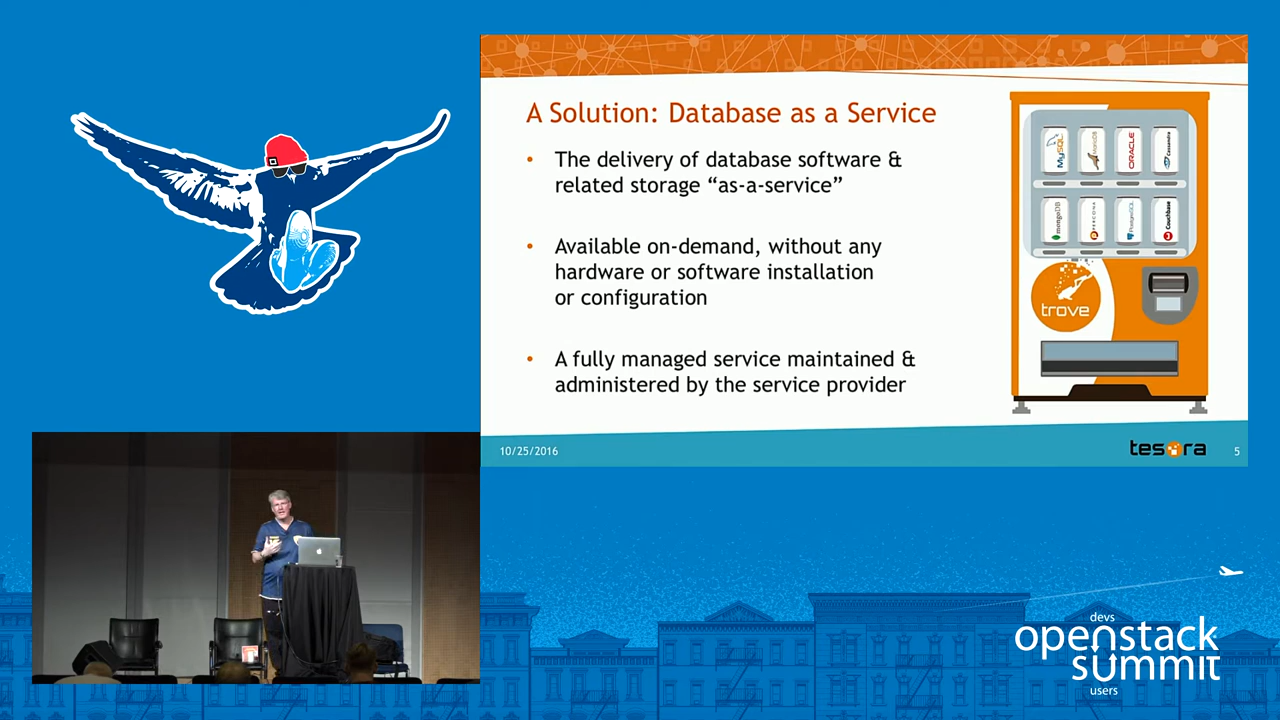 A Solution: Database as a Service
• The delivery of database software &
related storage “as-a-service”
• Available on-demand, without any
hardware or software installation
or configuration
• A fully managed service maintained &
administered by the service provider
MySQL
MariaDB
ORACLE
Cassandra
mongoDB
PERCONA
PostgreSQL
Couchbase
trove
10/25/2016
tesora
5
devs
openstack
summit
users